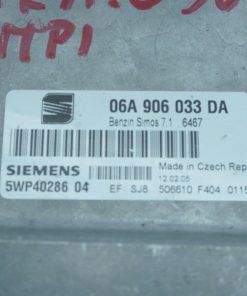 MPI
06A 906 033 DA
Benzin Simos 7.1 6467
SIEMENS
Made in Czech Rep
12.02.05
5WP40286 04
EF SJ8 506610 F404 0115